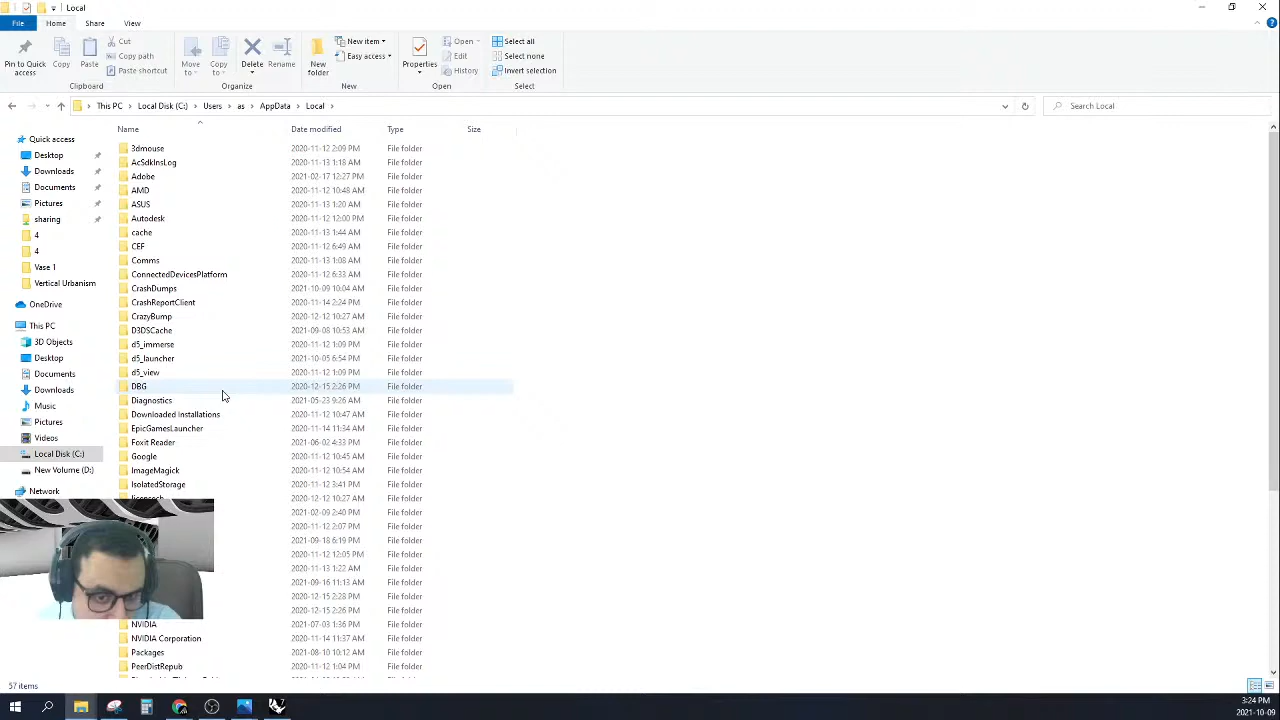 Local
File Home Share View
Pin to Quick access
Copy
Paste
Cut
Copy path
Paste shortcut
Clipboard
Move to
Copy to
Delete
Rename
Organize
New folder
New item
Easy access
New
Properties
Open
Edit
History
Open
Select all
Select none
Invert selection
Select
This PC Local Disk (C:) Users as AppData Local
Search Local
Quick access
Desktop
Downloads
Documents
Pictures
sharing
4
4
Vase 1
Vertical Urbanism
OneDrive
This PC
3D Objects
Desktop
Documents
Downloads
Music
Pictures
Videos
Local Disk (C:)
New Volume (D:)
Network
Name Date modified Type Size
3dmouse 2020-11-12 2:09 PM File folder
AcSdkInsLog 2020-11-13 1:18 AM File folder
Adobe 2021-02-17 12:27 PM File folder
AMD 2020-11-12 10:48 AM File folder
ASUS 2020-11-13 1:20 AM File folder
Autodesk 2020-11-12 12:00 PM File folder
cache 2020-11-13 1:44 AM File folder
CEF 2020-11-12 6:49 AM File folder
Comms 2020-11-13 1:08 AM File folder
ConnectedDevicesPlatform 2020-11-12 6:33 AM File folder
CrashDumps 2021-10-09 10:04 AM File folder
CrashReportClient 2020-11-14 2:24 PM File folder
CrazyBump 2020-12-12 10:27 AM File folder
D3DSCache 2021-09-08 10:53 AM File folder
d5_immerse 2020-11-12 1:09 PM File folder
d5_launcher 2021-10-05 6:54 PM File folder
d5_view 2020-11-12 1:09 PM File folder
DBG 2020-12-15 2:26 PM File folder
Diagnostics 2021-05-23 9:26 AM File folder
Downloaded Installations 2020-11-12 10:47 AM File folder
EpicGamesLauncher 2020-11-14 11:34 AM File folder
Foxit Reader 2021-06-02 4:33 PM File folder
Google 2020-11-12 10:45 AM File folder
ImageMagick 2020-11-12 10:54 AM File folder
IsolatedStorage 2020-11-12 3:41 PM File folder
2020-12-12 10:27 AM File folder
2021-02-09 2:40 PM File folder
2020-11-12 2:07 PM File folder
2021-09-18 6:19 PM File folder
2020-11-12 12:05 PM File folder
2020-11-13 1:22 AM File folder
2021-09-16 11:13 AM File folder
2020-12-15 2:28 PM File folder
2020-12-15 2:26 PM File folder
NVIDIA 2021-07-03 1:36 PM File folder
NVIDIA Corporation 2020-11-14 11:37 AM File folder
Packages 2021-08-10 10:12 AM File folder
PeerDistRepub 2020-11-12 1:04 PM File folder
57 items
3:24 PM
2021-10-09